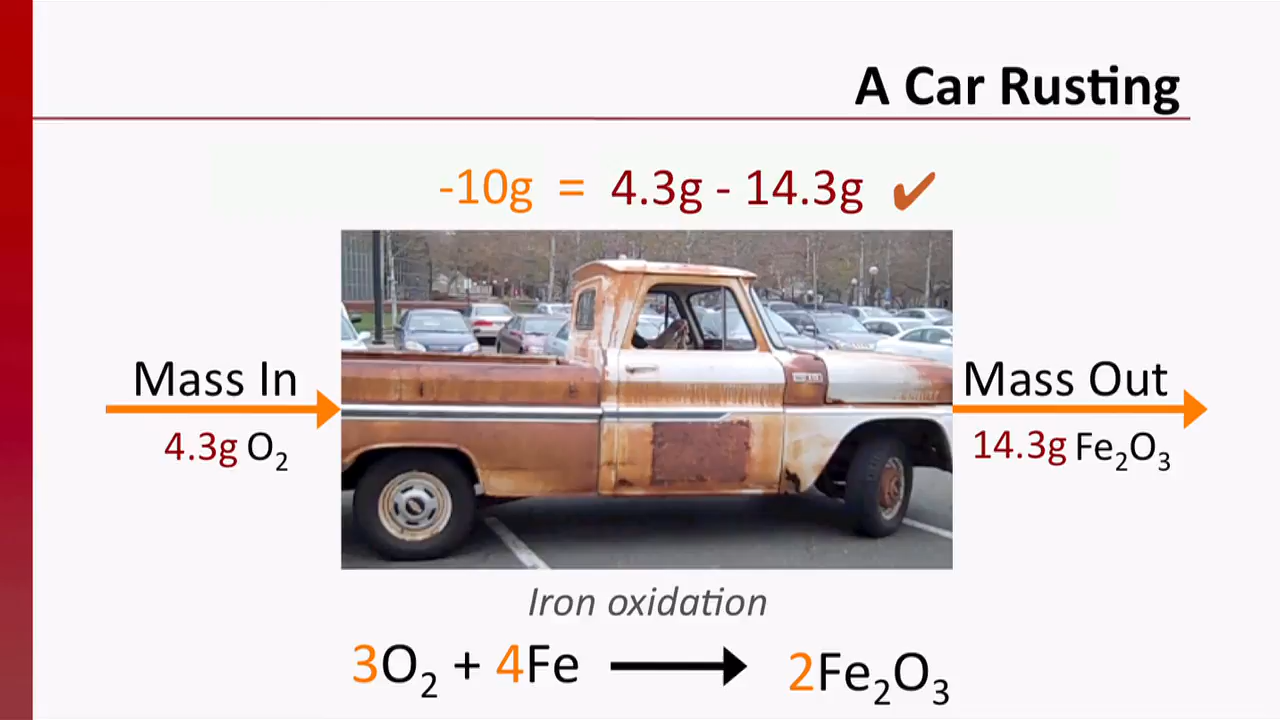 A Car Rusting
-10g = 4.3g - 14.3g ✔
Mass In
4.3g O₂
Mass Out
14.3g Fe₂O₃
Iron oxidation
3O₂ + 4Fe ⟶ 2Fe₂O₃